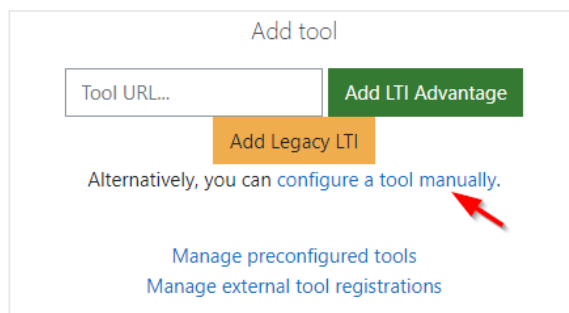 Add tool
Tool URL... Add LTI Advantage
Add Legacy LTI
Alternatively, you can configure a tool manually.
Manage preconfigured tools
Manage external tool registrations